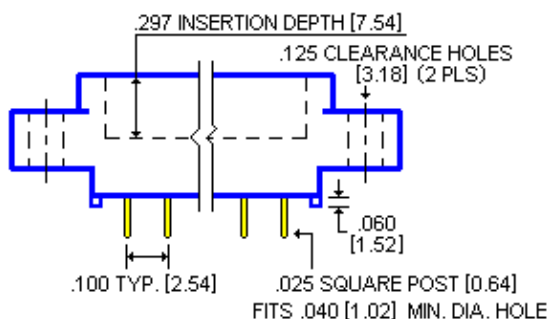 .297 INSERTION DEPTH [7.54]
.125 CLEARANCE HOLES
[3.18] (2 PLS)
.060
[1.52]
.100 TYP. [2.54]
.025 SQUARE POST [0.64]
FITS .040 [1.02] MIN. DIA. HOLE